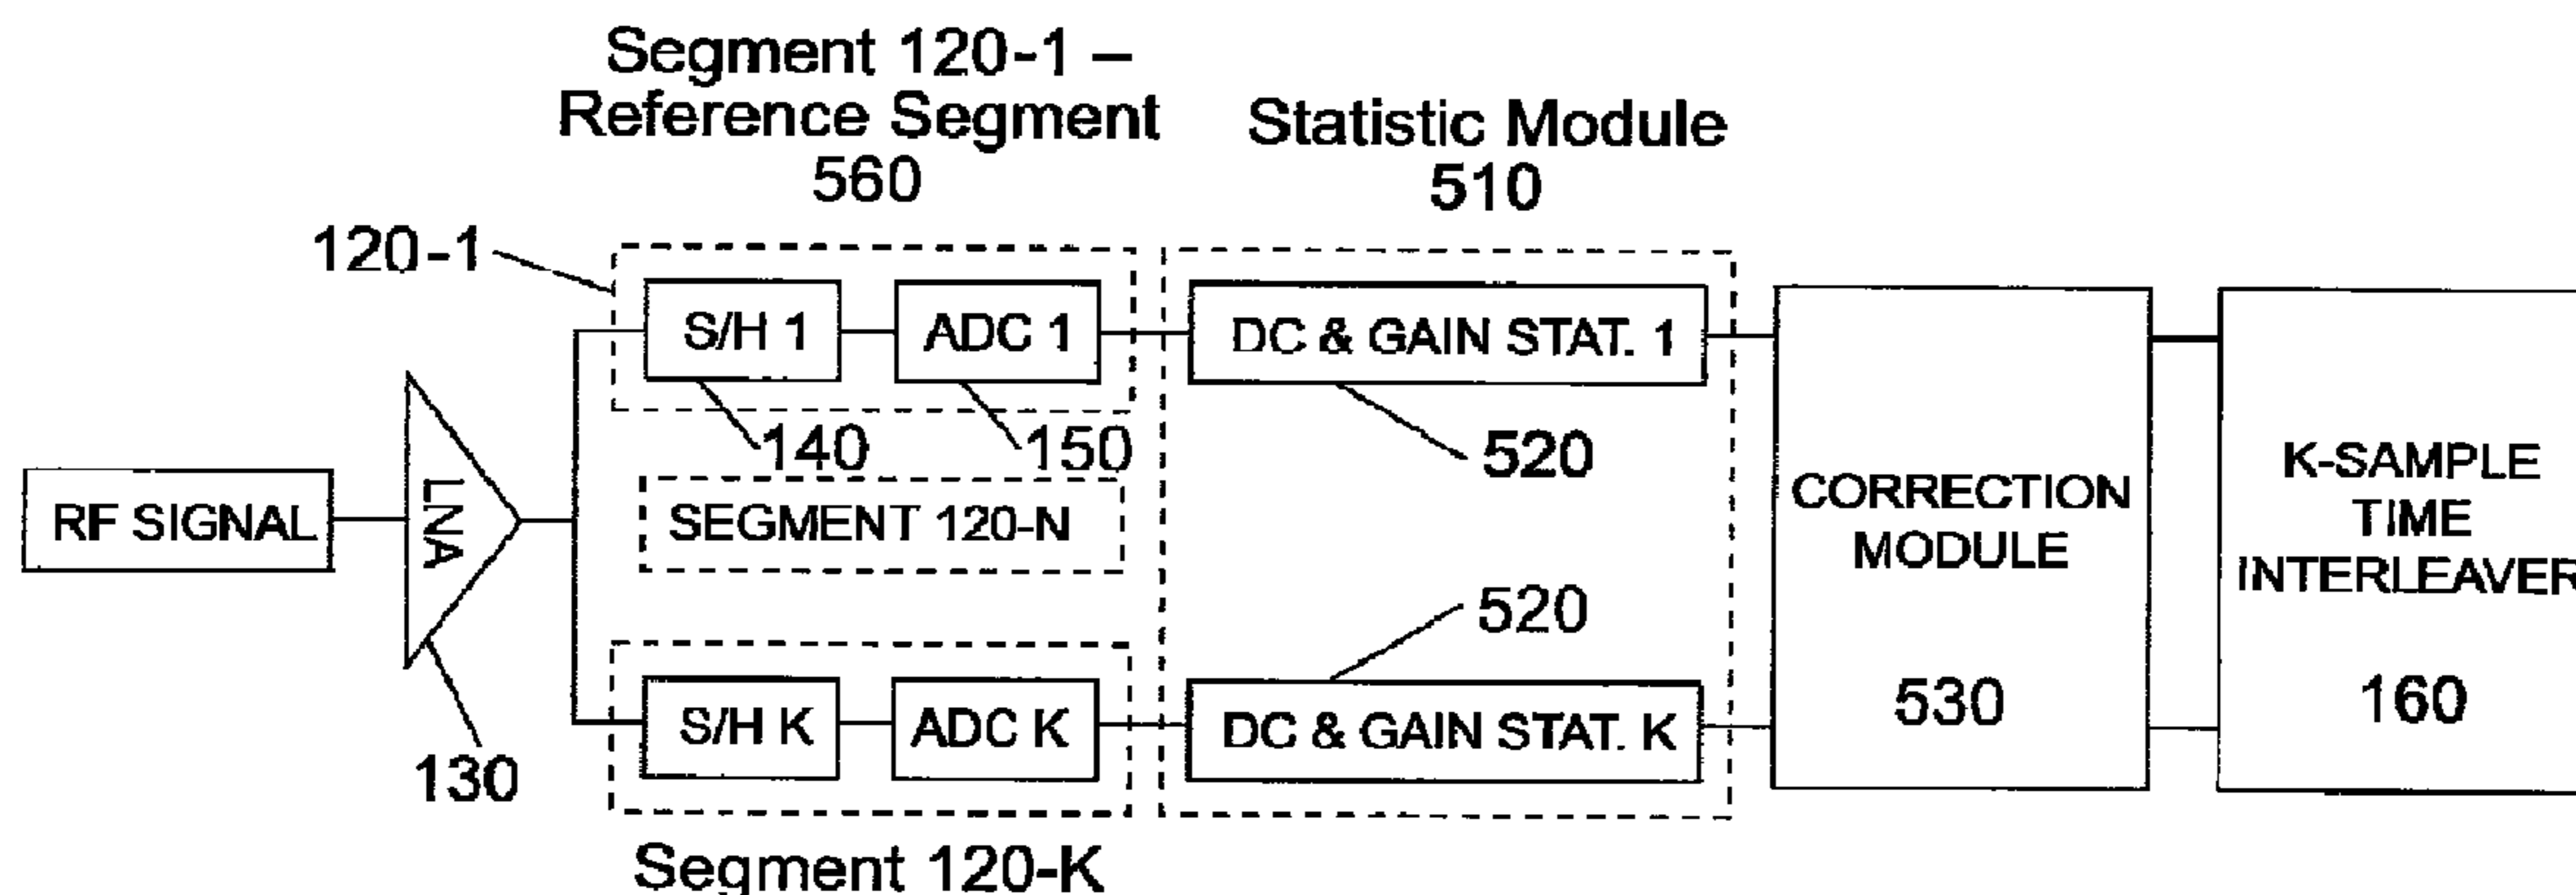 Segment 120-1 –
Reference Segment
560
Statistic Module
510
120-1
S/H 1
ADC 1
DC & GAIN STAT. 1
140
150
520
RF SIGNAL
LNA
SEGMENT 120-N
CORRECTION
MODULE
530
K-SAMPLE
TIME
INTERLEAVER
160
520
130
S/H K
ADC K
DC & GAIN STAT. K
Segment 120-K